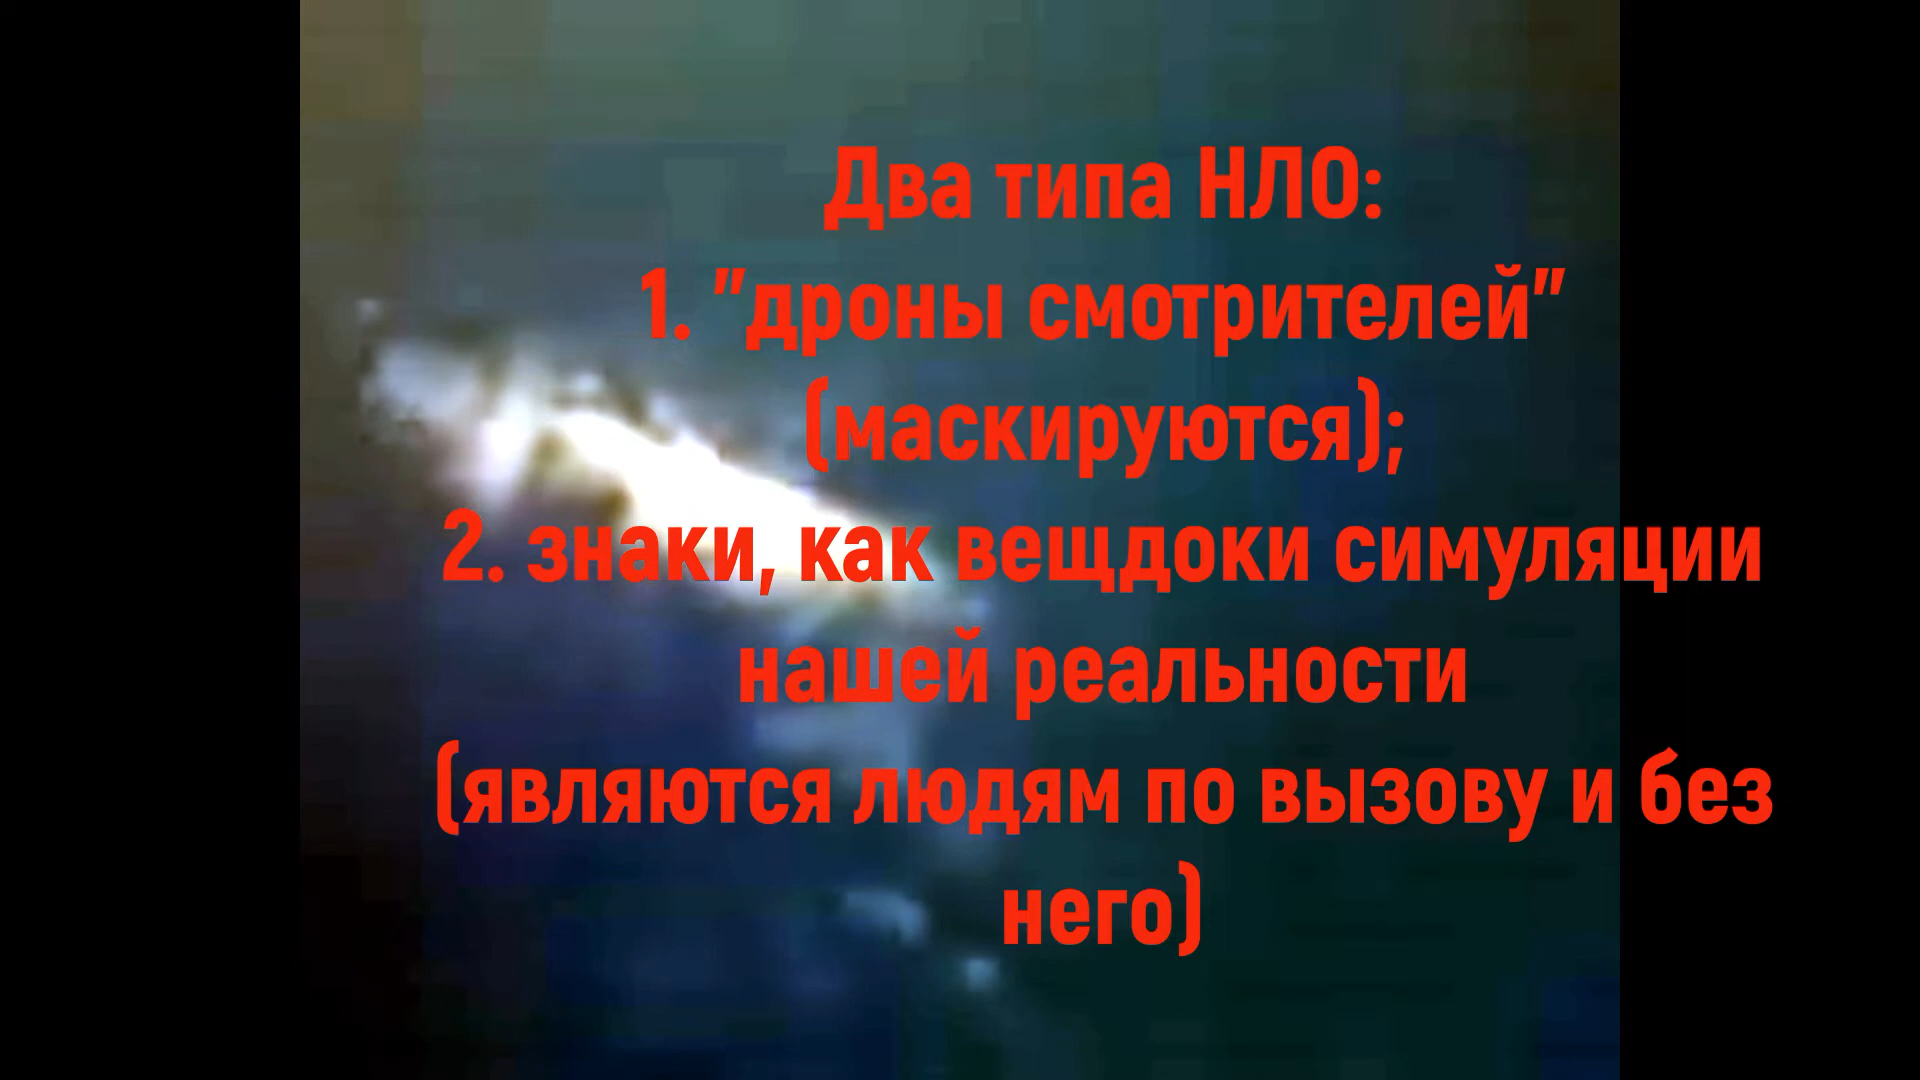 Два типа НЛО:
1. "дроны смотрителей"
(маскируются);
2. знаки, как вещдоки симуляции
нашей реальности
(являются людям по вызову и без
него)